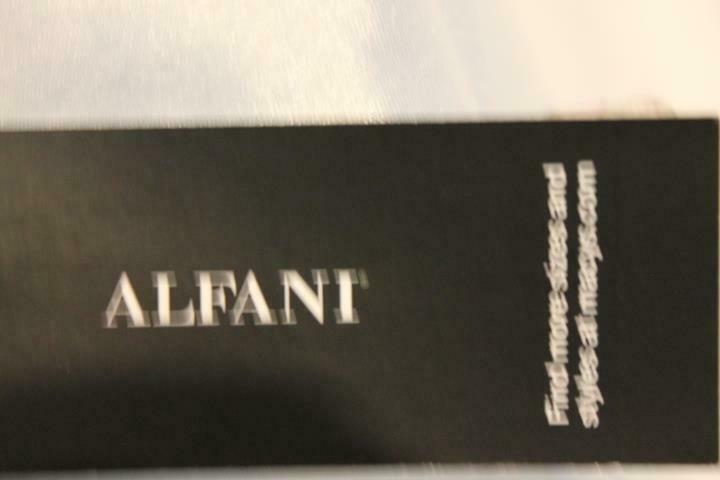 ALFANI
Find more sizes and
styles at macys.com